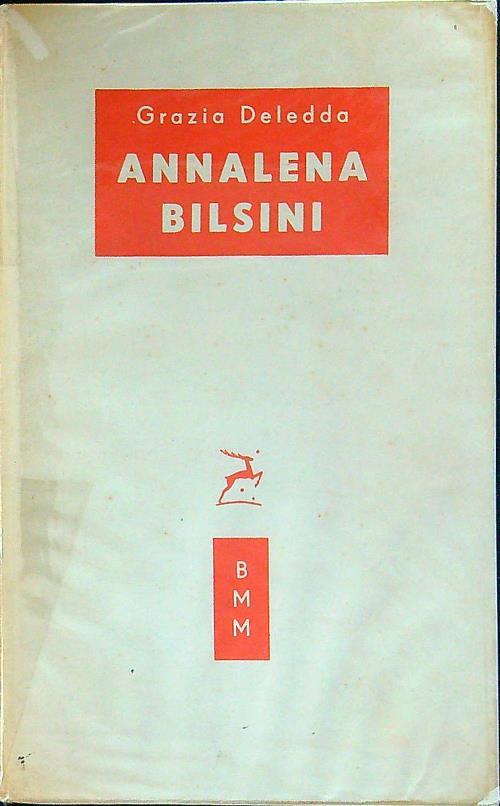 Grazia Deledda
ANNALENA
BILSINI
B
M
M